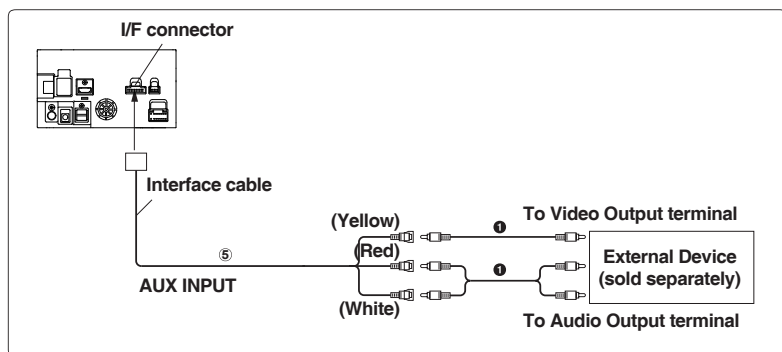 I/F connector
Interface cable
(Yellow)
❶
To Video Output terminal
(Red)
⑤
❶
External Device
(sold separately)
AUX INPUT
(White)
To Audio Output terminal